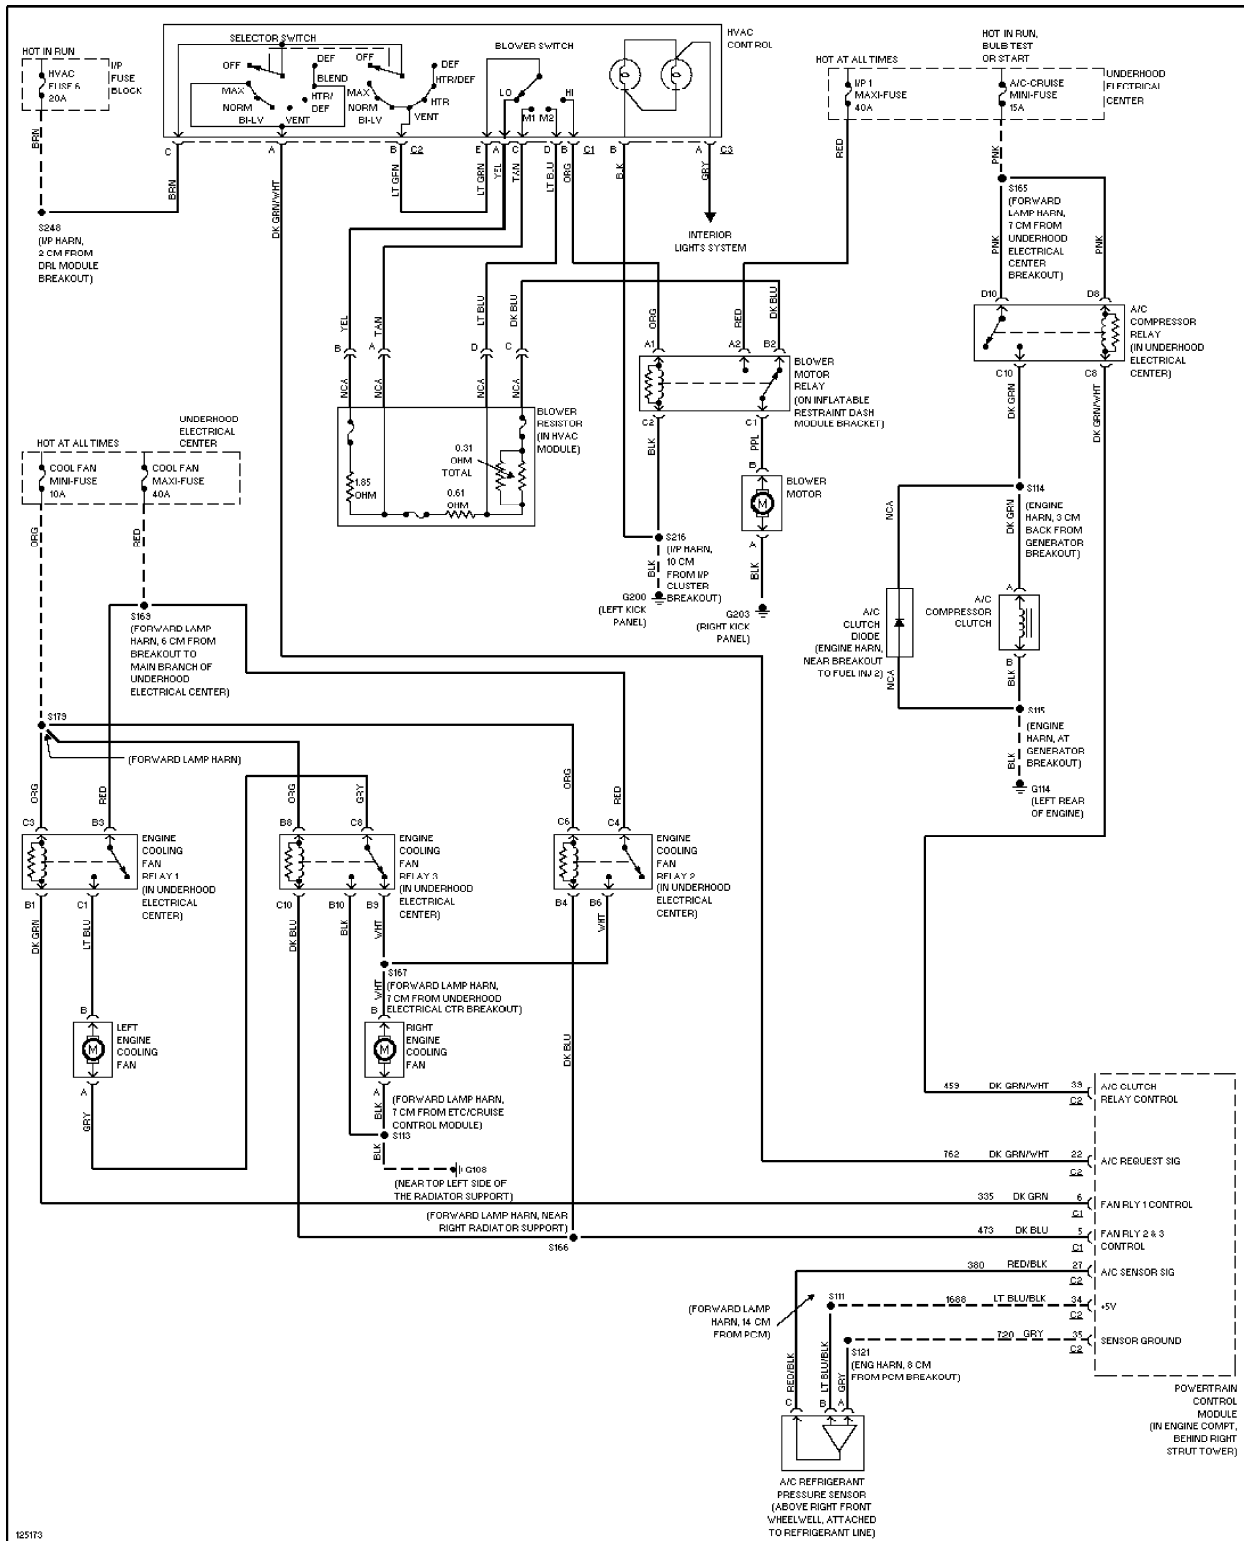 HOT IN RUN
HVAC
FUSE 6
20A
I/P
FUSE
BLOCK
BRN
S248
(I/P HARN,
2 CM FROM
DRL MODULE
BREAKOUT)
SELECTOR SWITCH
OFF
MAX
NORM
BI-LV
VENT
HTR/
DEF
BLEND
DEF
OFF
MAX
NORM
BI-LV
VENT
HTR
HTR/DEF
DEF
BLOWER SWITCH
LO
M1
M2
HI
HVAC
CONTROL
C
A
B
C2
E
A
C
D
B
C1
B
A
C3
BRN
DK GRN/WHT
LT GRN
LT GRN
YEL
TAN
LT BLU
ORG
BLK
GRY
INTERIOR
LIGHTS SYSTEM
HOT AT ALL TIMES
I/P 1
MAXI-FUSE
40A
HOT IN RUN,
BULB TEST
OR START
A/C-CRUISE
MINI-FUSE
15A
UNDERHOOD
ELECTRICAL
CENTER
RED
PNK
S165
(FORWARD
LAMP HARN,
7 CM FROM
UNDERHOOD
ELECTRICAL
CENTER
BREAKOUT)
PNK
PNK
D10
D8
A/C
COMPRESSOR
RELAY
(IN UNDERHOOD
ELECTRICAL
CENTER)
C10
C8
DK GRN
DK GRN/WHT
YEL
TAN
LT BLU
DK BLU
B
A
D
C
NCA
NCA
NCA
NCA
BLOWER
RESISTOR
(IN HVAC
MODULE)
0.31
OHM
TOTAL
1.85
OHM
0.61
OHM
ORG
RED
DK BLU
A1
A2
B2
BLOWER
MOTOR
RELAY
(ON INFLATABLE
RESTRAINT DASH
MODULE BRACKET)
C2
C1
BLK
PPL
B
BLOWER
MOTOR
M
A
BLK
S216
(I/P HARN,
10 CM
FROM I/P
CLUSTER
BREAKOUT)
BLK
G200
(LEFT KICK
PANEL)
G203
(RIGHT KICK
PANEL)
S114
(ENGINE
HARN, 3 CM
BACK FROM
GENERATOR
BREAKOUT)
NCA
DK GRN
A
A/C
COMPRESSOR
CLUTCH
A/C
CLUTCH
DIODE
(ENGINE HARN,
NEAR BREAKOUT
TO FUEL INJ 2)
B
BLK
NCA
S115
(ENGINE
HARN, AT
GENERATOR
BREAKOUT)
BLK
G114
(LEFT REAR
OF ENGINE)
HOT AT ALL TIMES
UNDERHOOD
ELECTRICAL
CENTER
COOL FAN
MINI-FUSE
10A
COOL FAN
MAXI-FUSE
40A
ORG
RED
S169
(FORWARD LAMP
HARN, 6 CM FROM
BREAKOUT TO
MAIN BRANCH OF
UNDERHOOD
ELECTRICAL CENTER)
S179
(FORWARD LAMP HARN)
ORG
RED
ORG
GRY
ORG
RED
C3
B3
B8
C8
C6
C4
ENGINE
COOLING
FAN
RELAY 1
(IN UNDERHOOD
ELECTRICAL
CENTER)
ENGINE
COOLING
FAN
RELAY 3
(IN UNDERHOOD
ELECTRICAL
CENTER)
ENGINE
COOLING
FAN
RELAY 2
(IN UNDERHOOD
ELECTRICAL
CENTER)
B1
C1
C10
B10
B9
B4
B6
DK GRN
LT BLU
DK BLU
BLK
WHT
WHT
S167
(FORWARD LAMP HARN,
7 CM FROM UNDERHOOD
ELECTRICAL CTR BREAKOUT)
WHT
B
B
LEFT
ENGINE
COOLING
FAN
M
RIGHT
ENGINE
COOLING
FAN
M
DK BLU
A
A
GRY
BLK
(FORWARD LAMP HARN,
7 CM FROM ETC/CRUISE
CONTROL MODULE)
S113
BLK
G108
(NEAR TOP LEFT SIDE OF
THE RADIATOR SUPPORT)
(FORWARD LAMP HARN, NEAR
RIGHT RADIATOR SUPPORT)
S166
459 DK GRN/WHT 39
C2
A/C CLUTCH
RELAY CONTROL
762 DK GRN/WHT 22
C2
A/C REQUEST SIG
335 DK GRN 6
C1
FAN RLY 1 CONTROL
473 DK BLU 5
C1
FAN RLY 2 & 3
CONTROL
380 RED/BLK 27
C2
A/C SENSOR SIG
1688 LT BLU/BLK 34
C2
+5V
720 GRY 35
C2
SENSOR GROUND
(FORWARD LAMP
HARN, 14 CM
FROM PCM)
S111
S121
(ENG HARN, 8 CM
FROM PCM BREAKOUT)
RED/BLK
LT BLU/BLK
GRY
C
B
A
POWERTRAIN
CONTROL
MODULE
(IN ENGINE COMPT,
BEHIND RIGHT
STRUT TOWER)
A/C REFRIGERANT
PRESSURE SENSOR
(ABOVE RIGHT FRONT
WHEELWELL, ATTACHED
TO REFRIGERANT LINE)
125173